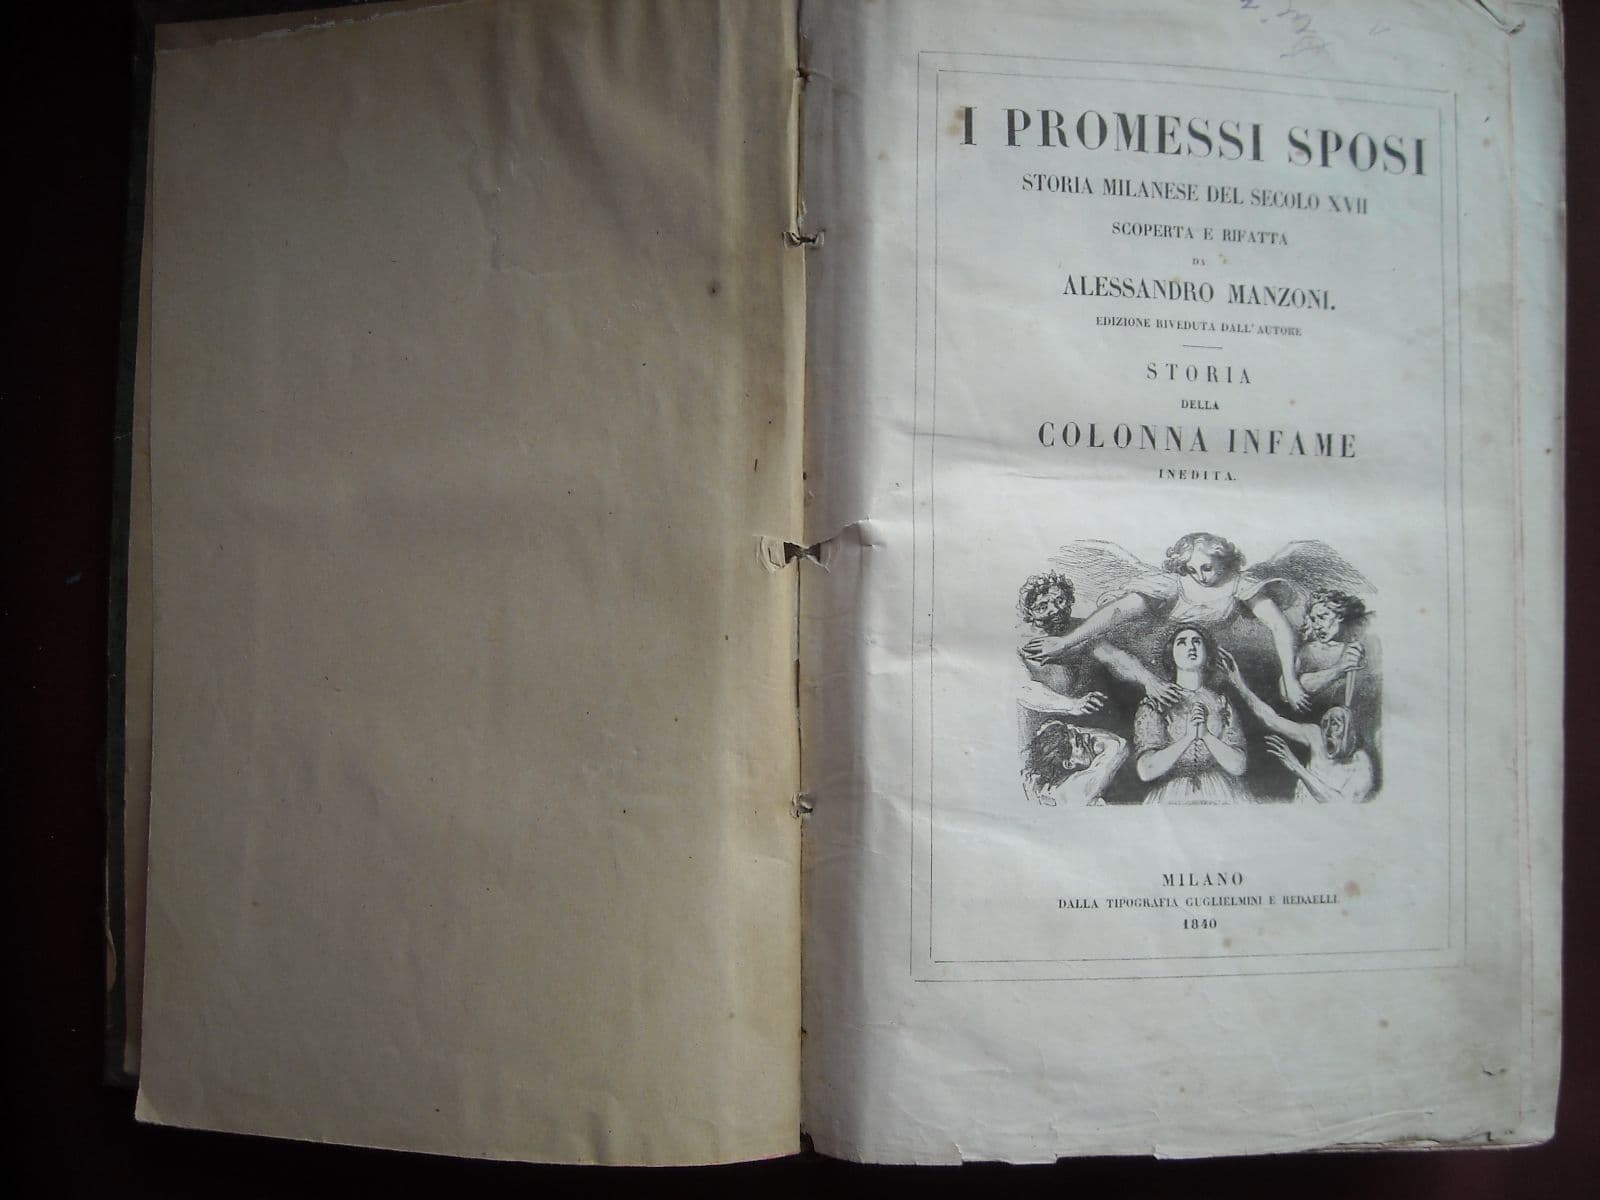 I PROMESSI SPOSI
STORIA MILANESE DEL SECOLO XVII
SCOPERTA E RIFATTA
DA
ALESSANDRO MANZONI.
EDIZIONE RIVEDUTA DALL'AUTORE
STORIA
DELLA
COLONNA INFAME
INEDITA.
MILANO
DALLA TIPOGRAFIA GUGLIELMINI E REDAELLI.
1840